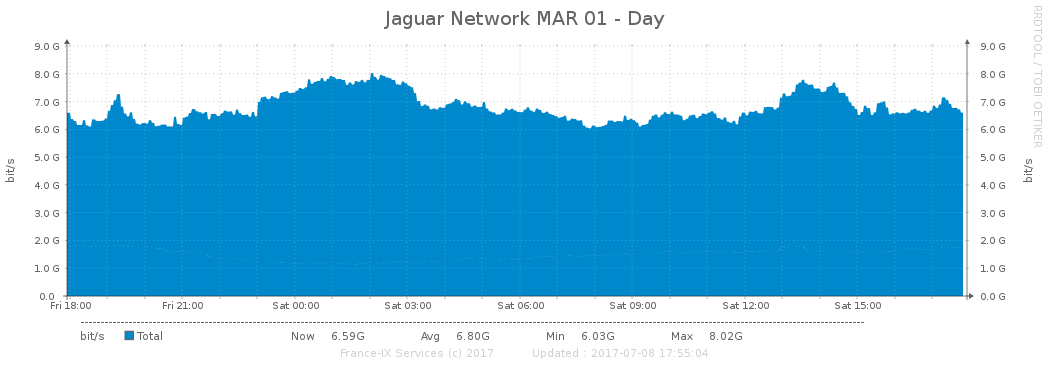 Jaguar Network MAR 01 - Day
RRDTOOL / TOBI OETIKER
9.0 G 9.0 G
8.0 G 8.0 G
7.0 G 7.0 G
6.0 G 6.0 G
5.0 G 5.0 G
4.0 G 4.0 G
3.0 G 3.0 G
2.0 G 2.0 G
1.0 G 1.0 G
0.0 0.0 G
bit/s
bit/s
Fri 18:00 Fri 21:00 Sat 00:00 Sat 03:00 Sat 06:00 Sat 09:00 Sat 12:00 Sat 15:00
bit/s Total Now 6.59G Avg 6.80G Min 6.03G Max 8.02G
France-IX Services (c) 2017 Updated : 2017-07-08 17:55:04